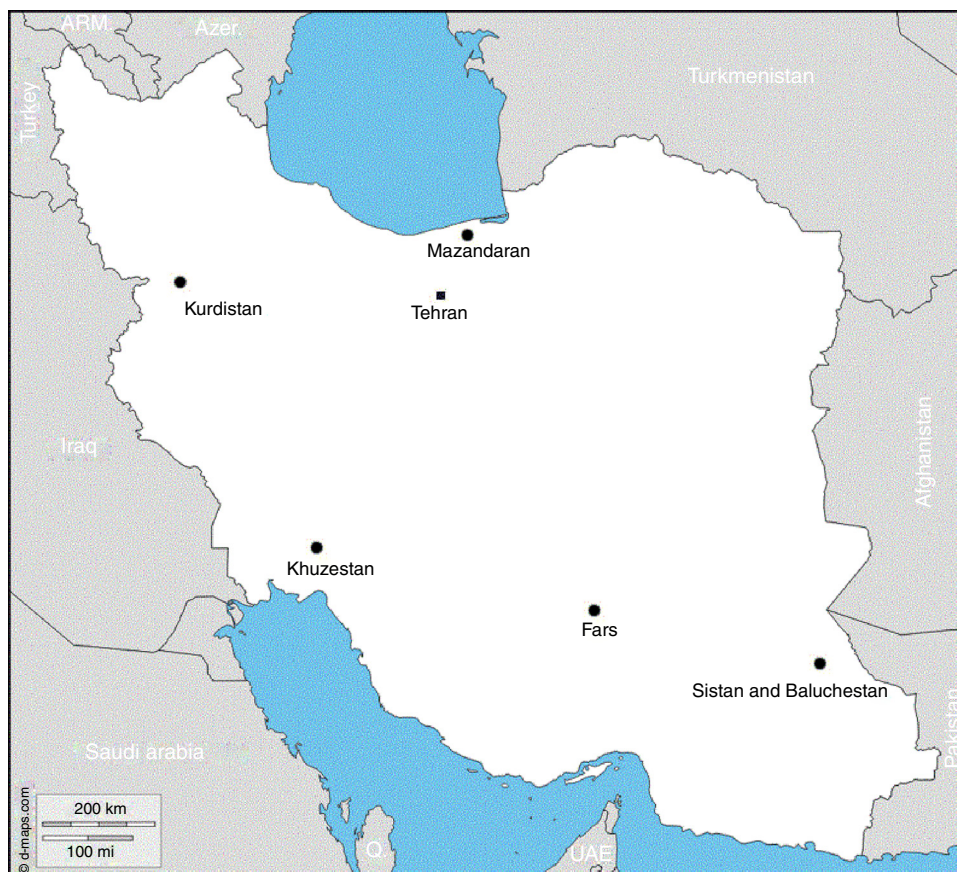 ARM.
Azer.
Turkmenistan
Turkey
Mazandaran
Kurdistan
Tehran
Iraq
Afghanistan
Khuzestan
Fars
Sistan and Baluchestan
Pakistan
Saudi arabia
200 km
100 mi
Q.
UAE
© d-maps.com